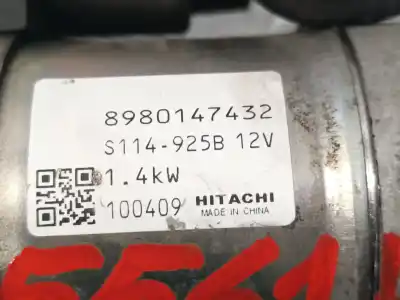 8980147432
S114-925B 12V
1.4kW
100409 HITACHI
MADE IN CHINA